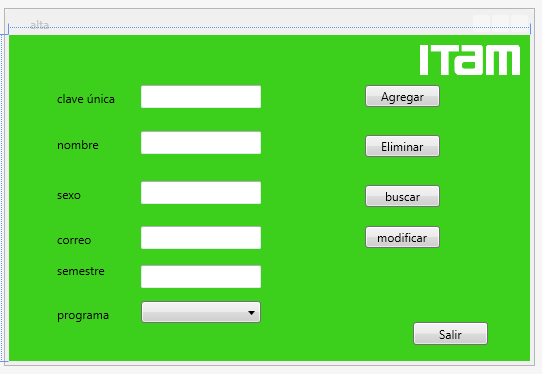 alta
ITAM
clave única
Agregar
nombre
Eliminar
sexo
buscar
correo
modificar
semestre
programa
Salir